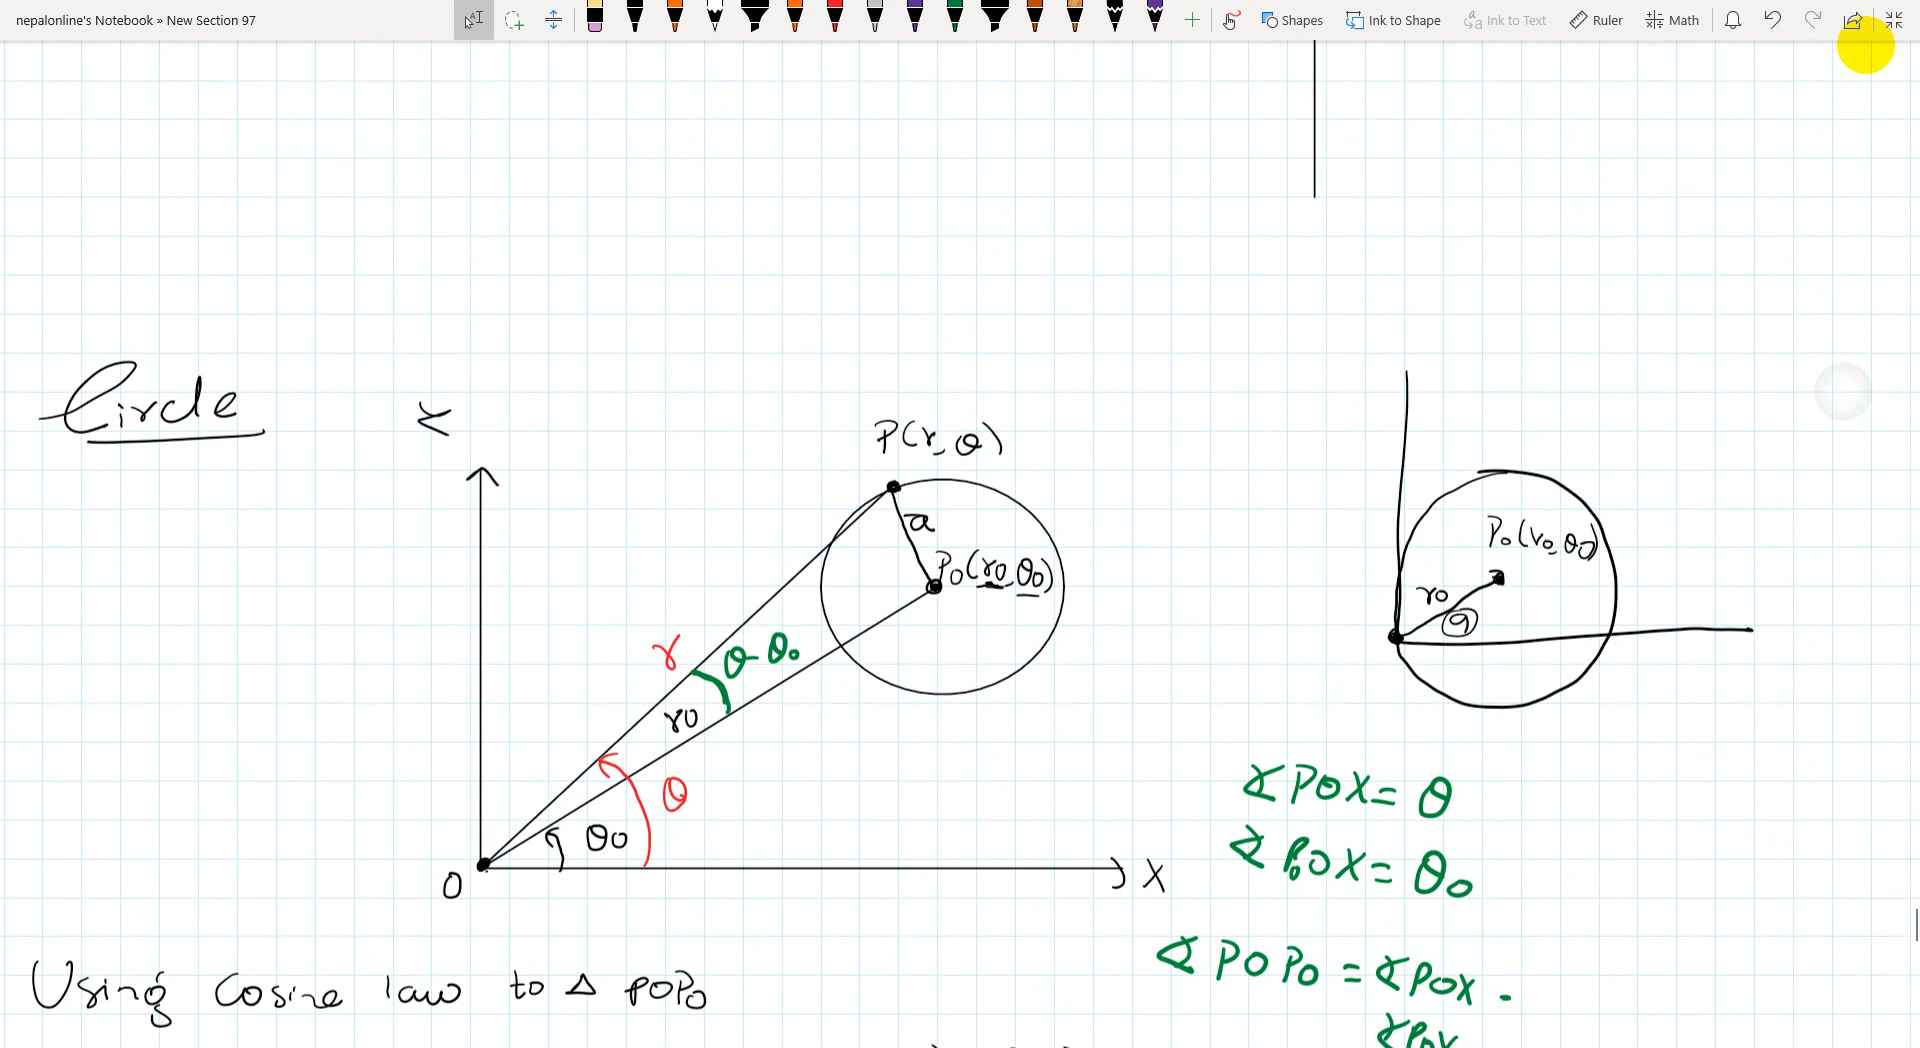 nepalonline's Notebook » New Section 97
Shapes
Ink to Shape
Ink to Text
Ruler
Math
Circle
P(r, θ)
a
P₀(r₀, θ₀)
r
θ-θ₀
r₀
θ
θ₀
O
X
P₀(r₀, θ₀)
r₀
∡POX = θ
∡P₀OX = θ₀
∡POP₀ = ∡POX -
Using Cosine law to Δ POP₀